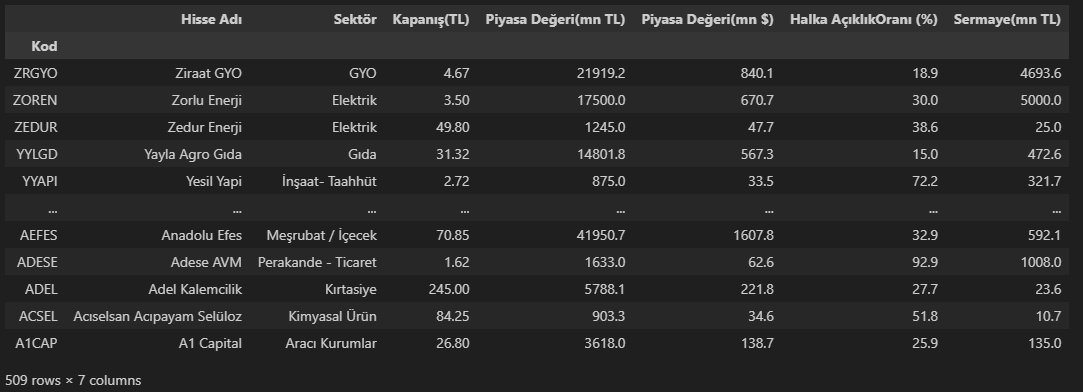 Hisse Adı Sektör Kapanış(TL) Piyasa Değeri(mn TL) Piyasa Değeri(mn $) Halka AçıklıkOranı (%) Sermaye(mn TL)
Kod
ZRGYO Ziraat GYO GYO 4.67 21919.2 840.1 18.9 4693.6
ZOREN Zorlu Enerji Elektrik 3.50 17500.0 670.7 30.0 5000.0
ZEDUR Zedur Enerji Elektrik 49.80 1245.0 47.7 38.6 25.0
YYLGD Yayla Agro Gıda Gıda 31.32 14801.8 567.3 15.0 472.6
YYAPI Yesil Yapi İnşaat- Taahhüt 2.72 875.0 33.5 72.2 321.7
... ... ... ... ... ... ... ...
AEFES Anadolu Efes Meşrubat / İçecek 70.85 41950.7 1607.8 32.9 592.1
ADESE Adese AVM Perakande - Ticaret 1.62 1633.0 62.6 92.9 1008.0
ADEL Adel Kalemcilik Kırtasiye 245.00 5788.1 221.8 27.7 23.6
ACSEL Acıselsan Acıpayam Selüloz Kimyasal Ürün 84.25 903.3 34.6 51.8 10.7
A1CAP A1 Capital Aracı Kurumlar 26.80 3618.0 138.7 25.9 135.0
509 rows × 7 columns